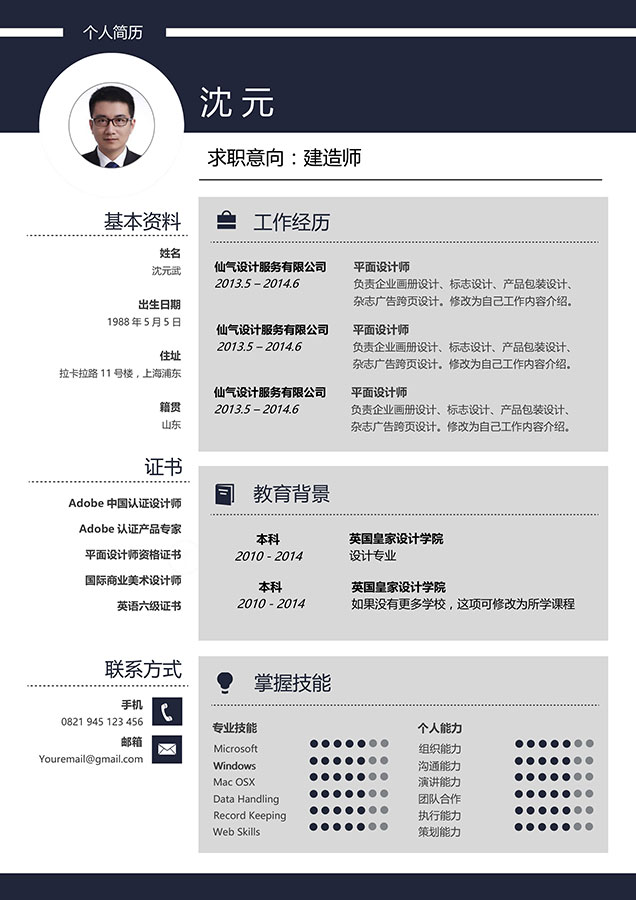 个人简历
沈 元
求职意向：建造师
基本资料
姓名
沈元武
出生日期
1988 年 5 月 5 日
住址
拉卡拉路 11 号楼，上海浦东
籍贯
山东
证书
Adobe 中国认证设计师
Adobe 认证产品专家
平面设计师资格证书
国际商业美术设计师
英语六级证书
联系方式
手机
0821 945 123 456
邮箱
Youremail@gmail.com
工作经历
仙气设计服务有限公司
2013.5 – 2014.6
平面设计师
负责企业画册设计、标志设计、产品包装设计、
杂志广告跨页设计。修改为自己工作内容介绍。
仙气设计服务有限公司
2013.5 – 2014.6
平面设计师
负责企业画册设计、标志设计、产品包装设计、
杂志广告跨页设计。修改为自己工作内容介绍。
仙气设计服务有限公司
2013.5 – 2014.6
平面设计师
负责企业画册设计、标志设计、产品包装设计、
杂志广告跨页设计。修改为自己工作内容介绍。
教育背景
本科
2010 - 2014
英国皇家设计学院
设计专业
本科
2010 - 2014
英国皇家设计学院
如果没有更多学校，这项可修改为所学课程
掌握技能
专业技能
Microsoft
Windows
Mac OSX
Data Handling
Record Keeping
Web Skills
个人能力
组织能力
沟通能力
演讲能力
团队合作
执行能力
策划能力